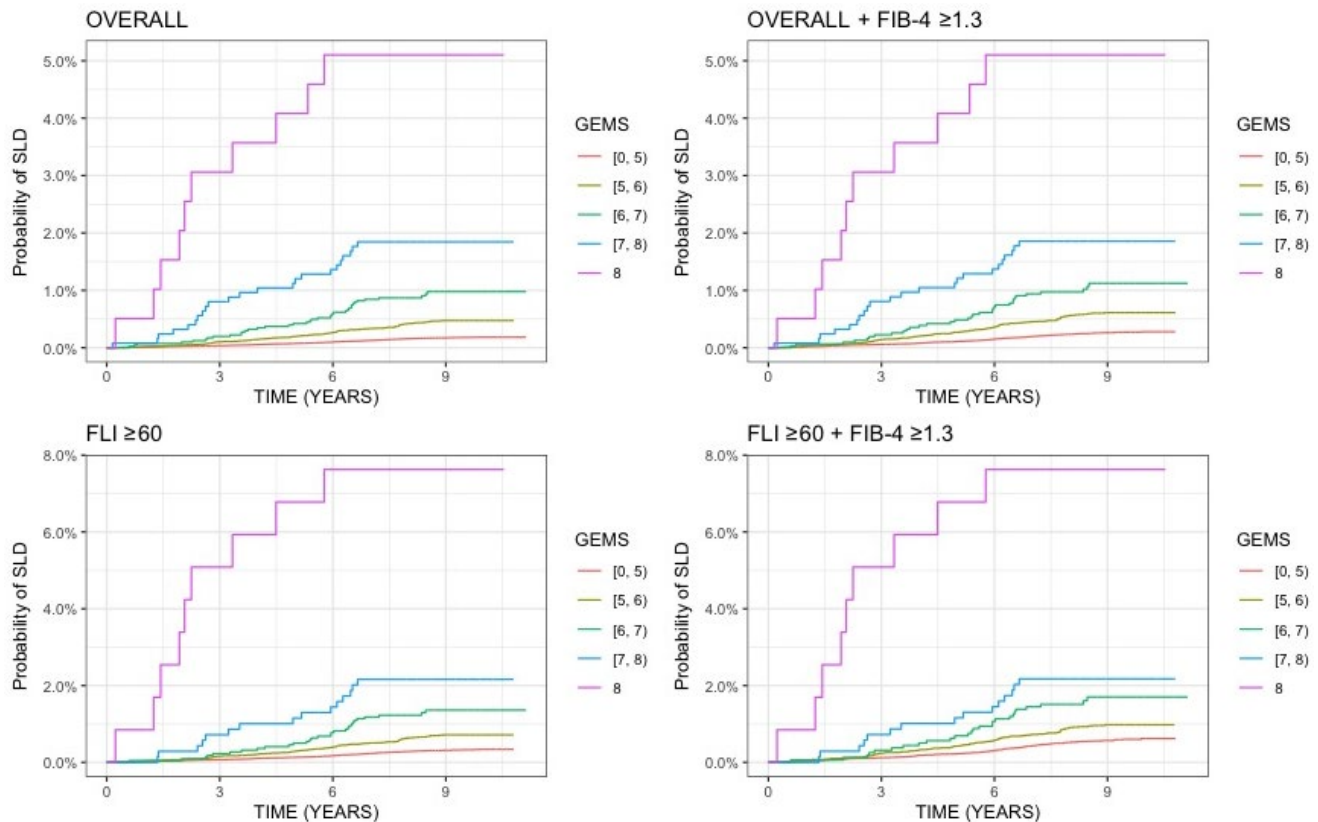 OVERALL
5.0%
4.0%
3.0%
2.0%
1.0%
0.0%
Probability of SLD
0 3 6 9
TIME (YEARS)
GEMS
[0, 5)
[5, 6)
[6, 7)
[7, 8)
8
OVERALL + FIB-4 ≥1.3
5.0%
4.0%
3.0%
2.0%
1.0%
0.0%
Probability of SLD
0 3 6 9
TIME (YEARS)
GEMS
[0, 5)
[5, 6)
[6, 7)
[7, 8)
8
FLI ≥60
8.0%
6.0%
4.0%
2.0%
0.0%
Probability of SLD
0 3 6 9
TIME (YEARS)
GEMS
[0, 5)
[5, 6)
[6, 7)
[7, 8)
8
FLI ≥60 + FIB-4 ≥1.3
8.0%
6.0%
4.0%
2.0%
0.0%
Probability of SLD
0 3 6 9
TIME (YEARS)
GEMS
[0, 5)
[5, 6)
[6, 7)
[7, 8)
8